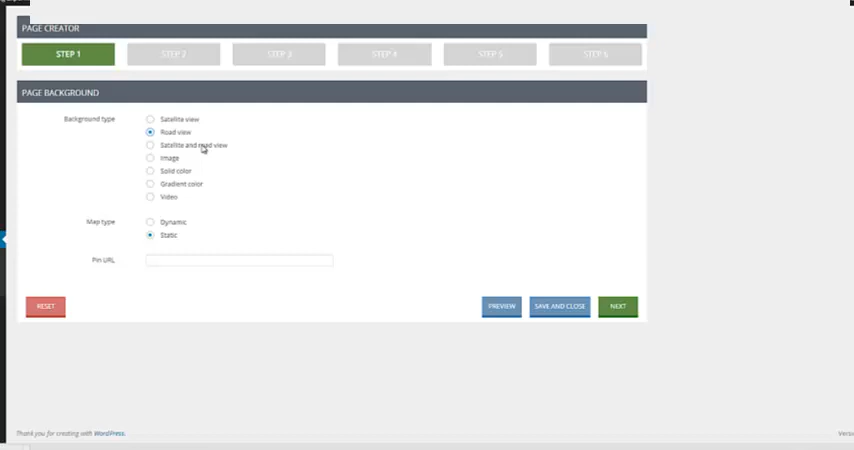 PAGE CREATOR
STEP 1 STEP 2 STEP 3 STEP 4 STEP 5 STEP 6
PAGE BACKGROUND
Background type
Satellite view
Road view
Satellite and road view
Image
Solid color
Gradient color
Video
Map type
Dynamic
Static
Pin URL
RESET PREVIEW SAVE AND CLOSE NEXT
Thank you for creating with WordPress.